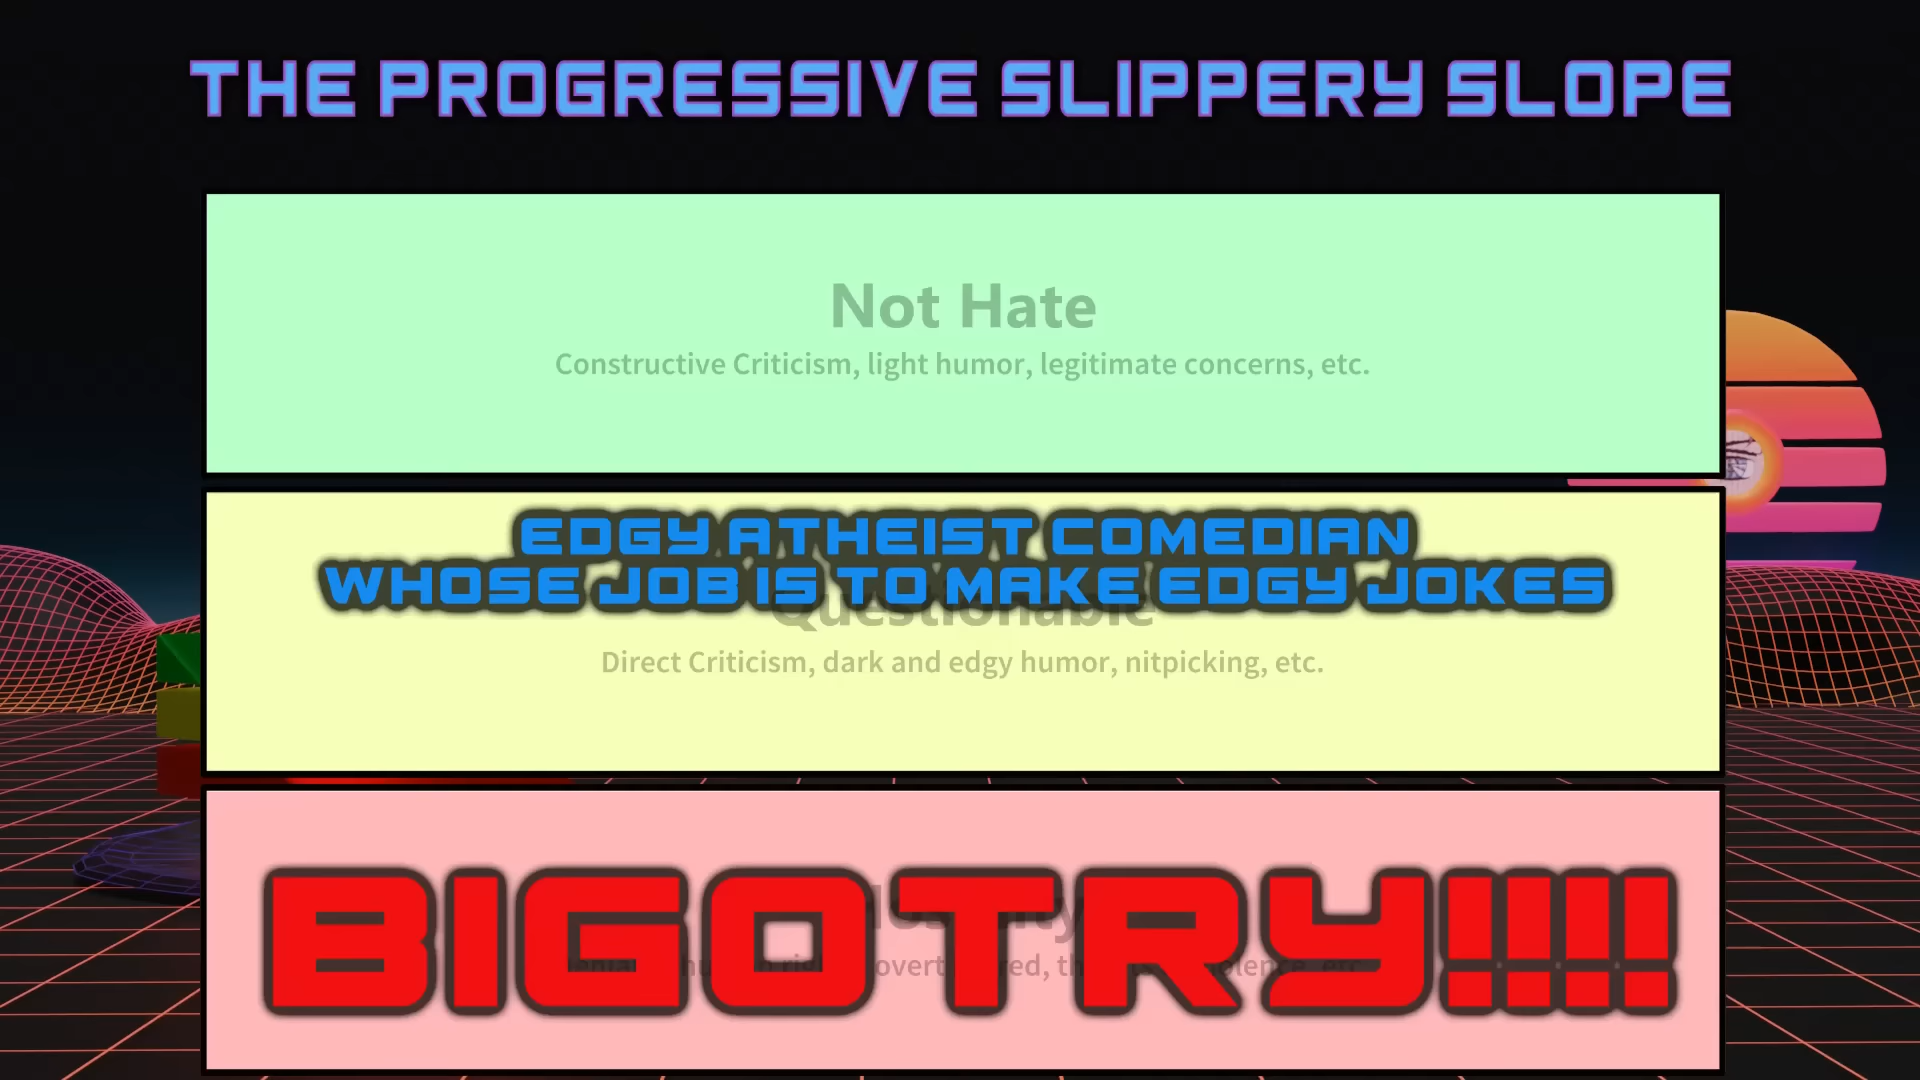 THE PROGRESSIVE SLIPPERY SLOPE
Not Hate
Constructive Criticism, light humor, legitimate concerns, etc.
EDGY ATHEIST COMEDIAN
WHOSE JOB IS TO MAKE EDGY JOKES
Questionable
Direct Criticism, dark and edgy humor, nitpicking, etc.
BIGOTRY!!!!